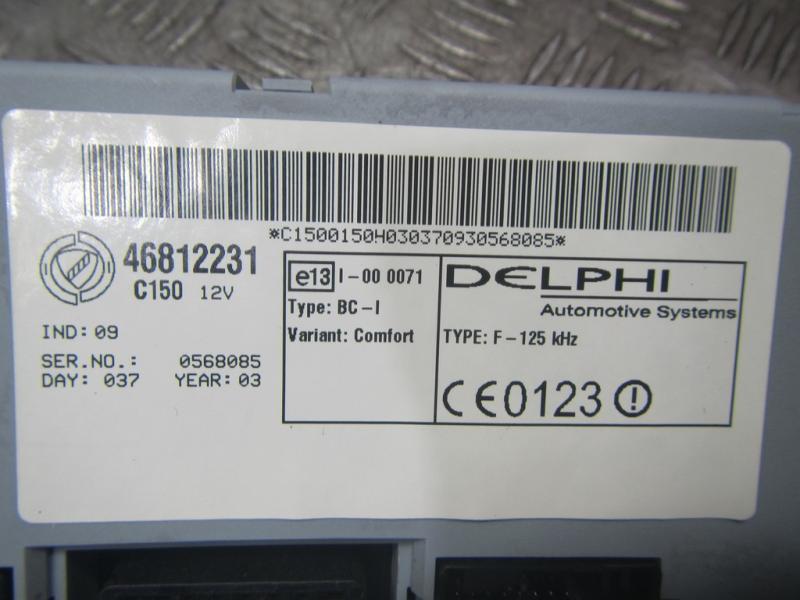 *C1500150H030370930568085*
46812231
C150 12V
IND: 09
SER.NO.: 0568085
DAY: 037 YEAR: 03
e13 I-00 0071
Type: BC-I
Variant: Comfort
DELPHI
Automotive Systems
TYPE: F-125 kHz
CE0123